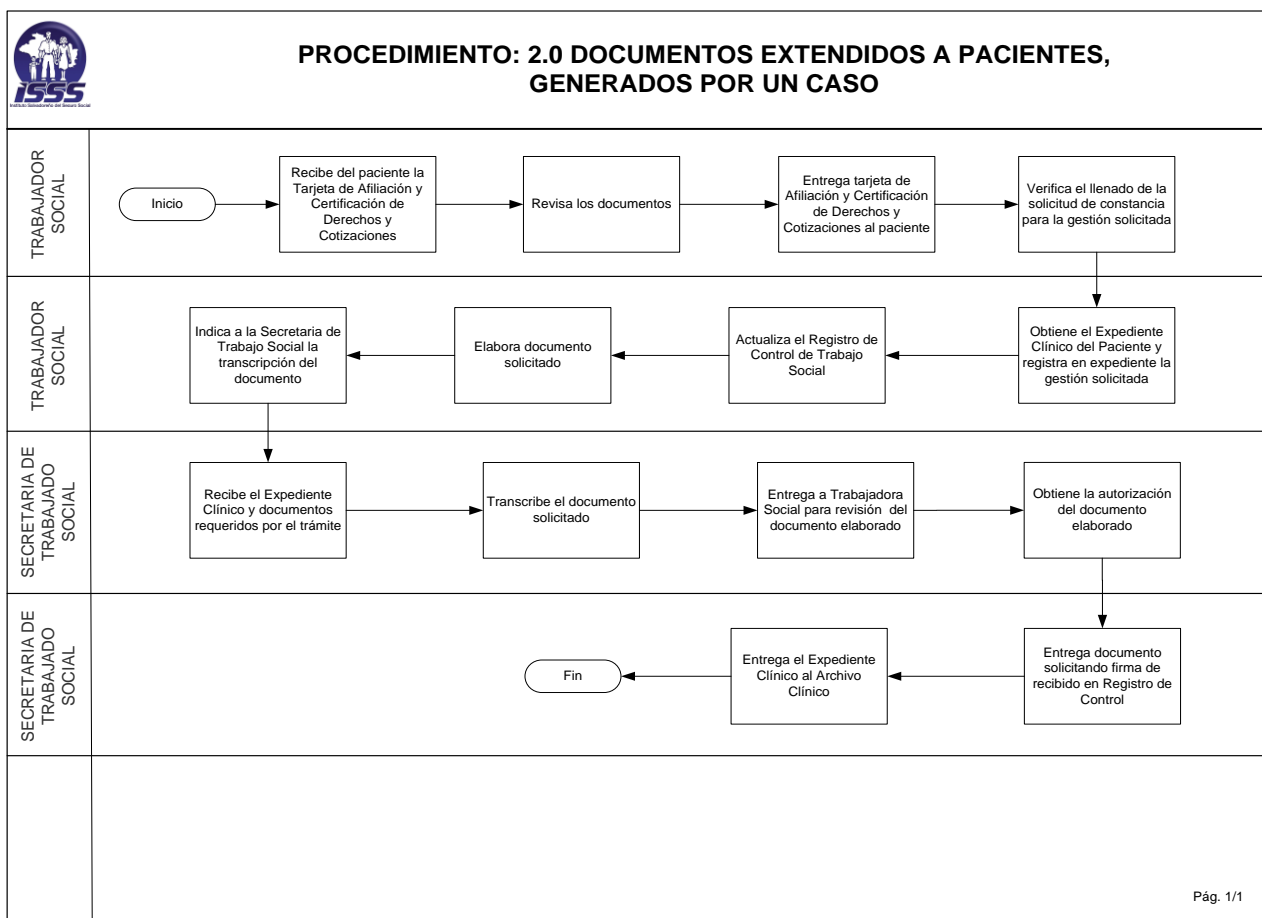 ISSS
Instituto Salvadoreño del Seguro Social
PROCEDIMIENTO: 2.0 DOCUMENTOS EXTENDIDOS A PACIENTES,
GENERADOS POR UN CASO
TRABAJADOR
SOCIAL
Inicio
Recibe del paciente la
Tarjeta de Afiliación y
Certificación de
Derechos y
Cotizaciones
Revisa los documentos
Entrega tarjeta de
Afiliación y Certificación
de Derechos y
Cotizaciones al paciente
Verifica el llenado de la
solicitud de constancia
para la gestión solicitada
TRABAJADOR
SOCIAL
Indica a la Secretaria de
Trabajo Social la
transcripción del
documento
Elabora documento
solicitado
Actualiza el Registro de
Control de Trabajo
Social
Obtiene el Expediente
Clínico del Paciente y
registra en expediente la
gestión solicitada
SECRETARIA DE
TRABAJADO
SOCIAL
Recibe el Expediente
Clínico y documentos
requeridos por el trámite
Transcribe el documento
solicitado
Entrega a Trabajadora
Social para revisión del
documento elaborado
Obtiene la autorización
del documento
elaborado
SECRETARIA DE
TRABAJADO
SOCIAL
Fin
Entrega el Expediente
Clínico al Archivo
Clínico
Entrega documento
solicitando firma de
recibido en Registro de
Control
Pág. 1/1